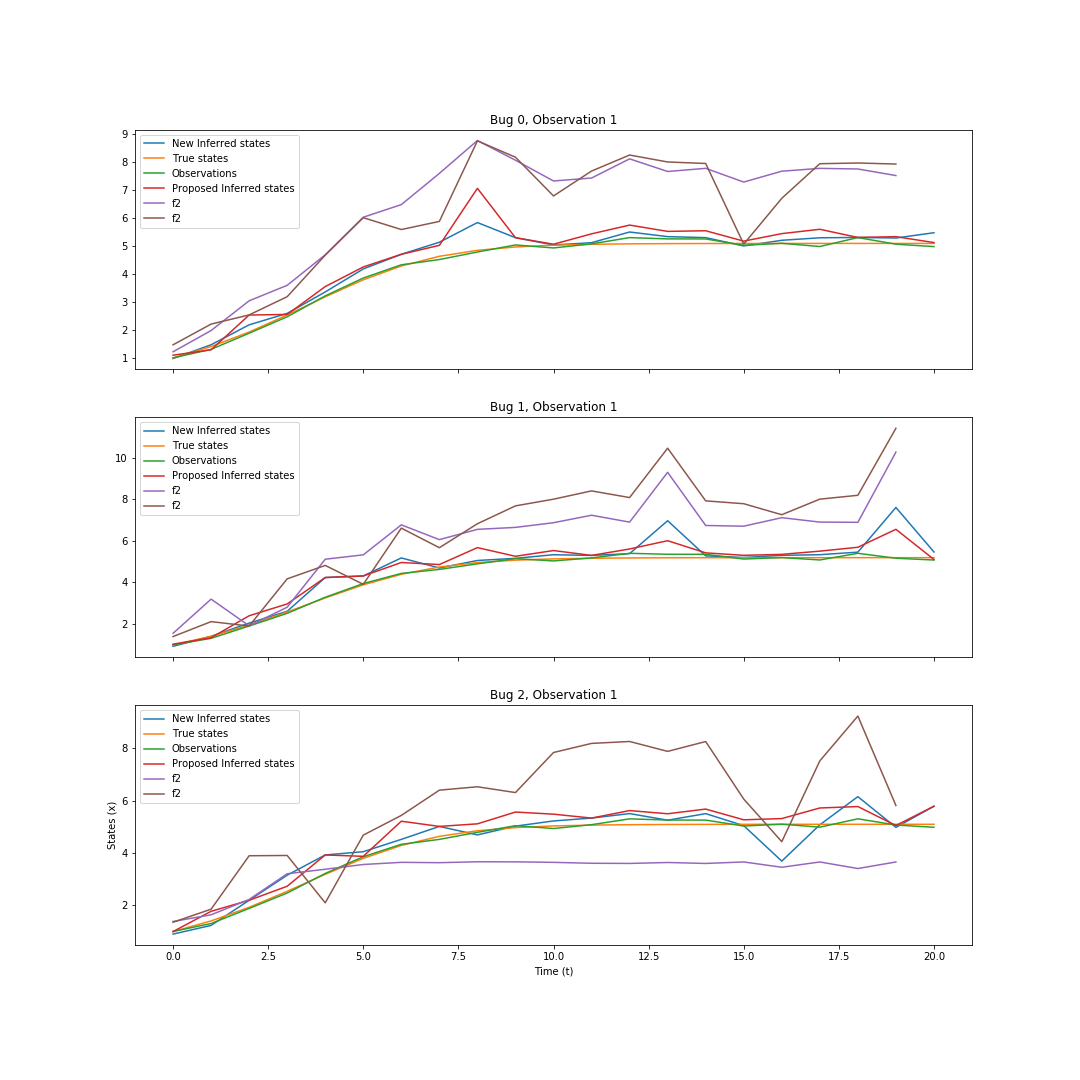 Bug 0, Observation 1
9
8
7
6
5
4
3
2
1
New Inferred states
True states
Observations
Proposed Inferred states
f2
f2
Bug 1, Observation 1
10
8
6
4
2
New Inferred states
True states
Observations
Proposed Inferred states
f2
f2
Bug 2, Observation 1
8
6
4
2
States (x)
New Inferred states
True states
Observations
Proposed Inferred states
f2
f2
0.0 2.5 5.0 7.5 10.0 12.5 15.0 17.5 20.0
Time (t)